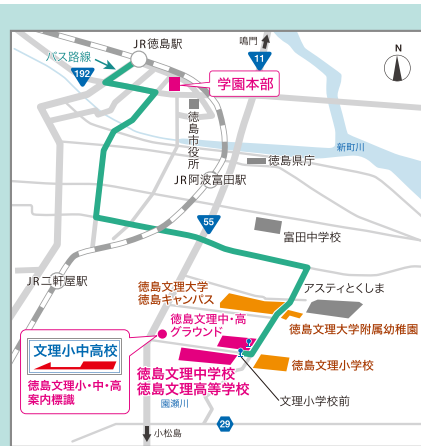 JR徳島駅
鳴門
N
バス路線
192
11
学園本部
徳島市役所
新町川
徳島県庁
JR阿波富田駅
55
富田中学校
JR二軒屋駅
アスティとくしま
徳島文理大学
徳島キャンパス
徳島文理大学附属幼稚園
徳島文理中・高
グラウンド
文理小中高校
徳島文理小・中・高
案内標識
徳島文理中学校
徳島文理高等学校
徳島文理小学校
園瀬川
文理小学校前
小松島
29